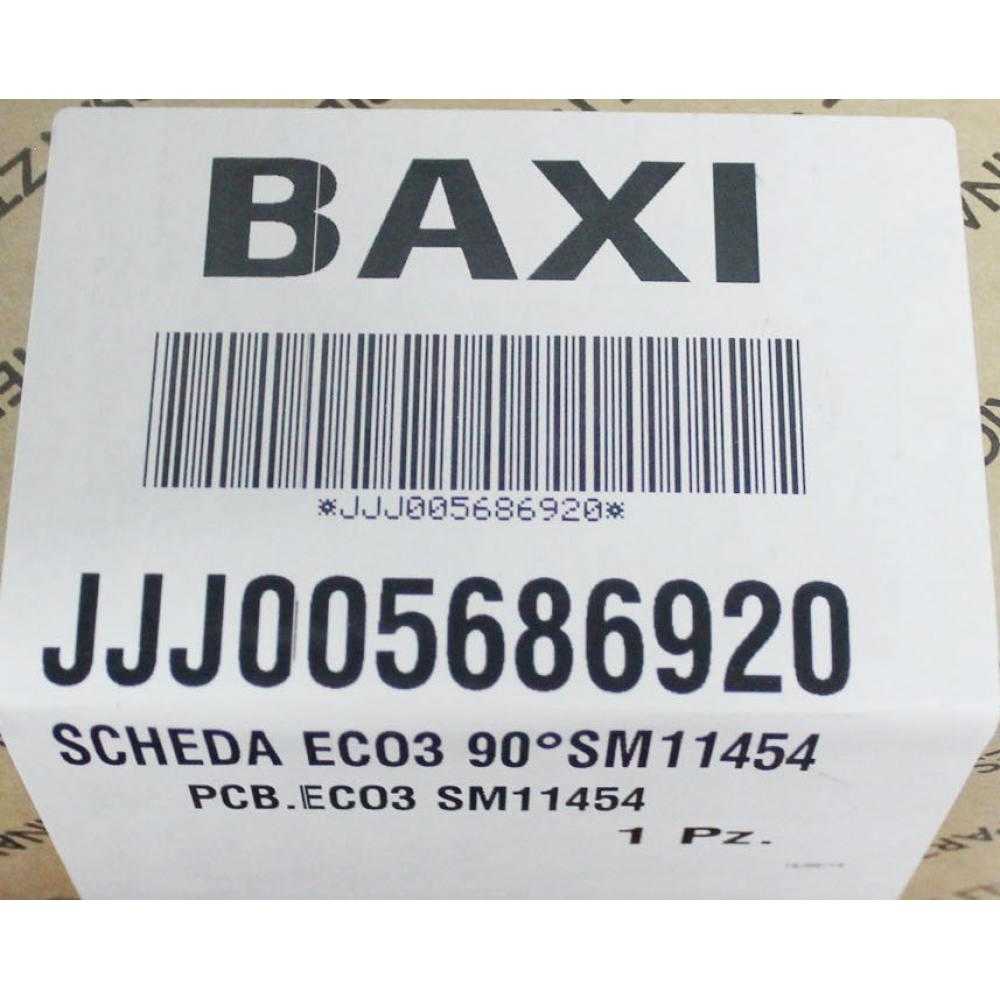 BAXI
*JJJ005686920*
JJJ005686920
SCHEDA ECO3 90°SM11454
PCB.ECO3 SM11454
1 Pz.